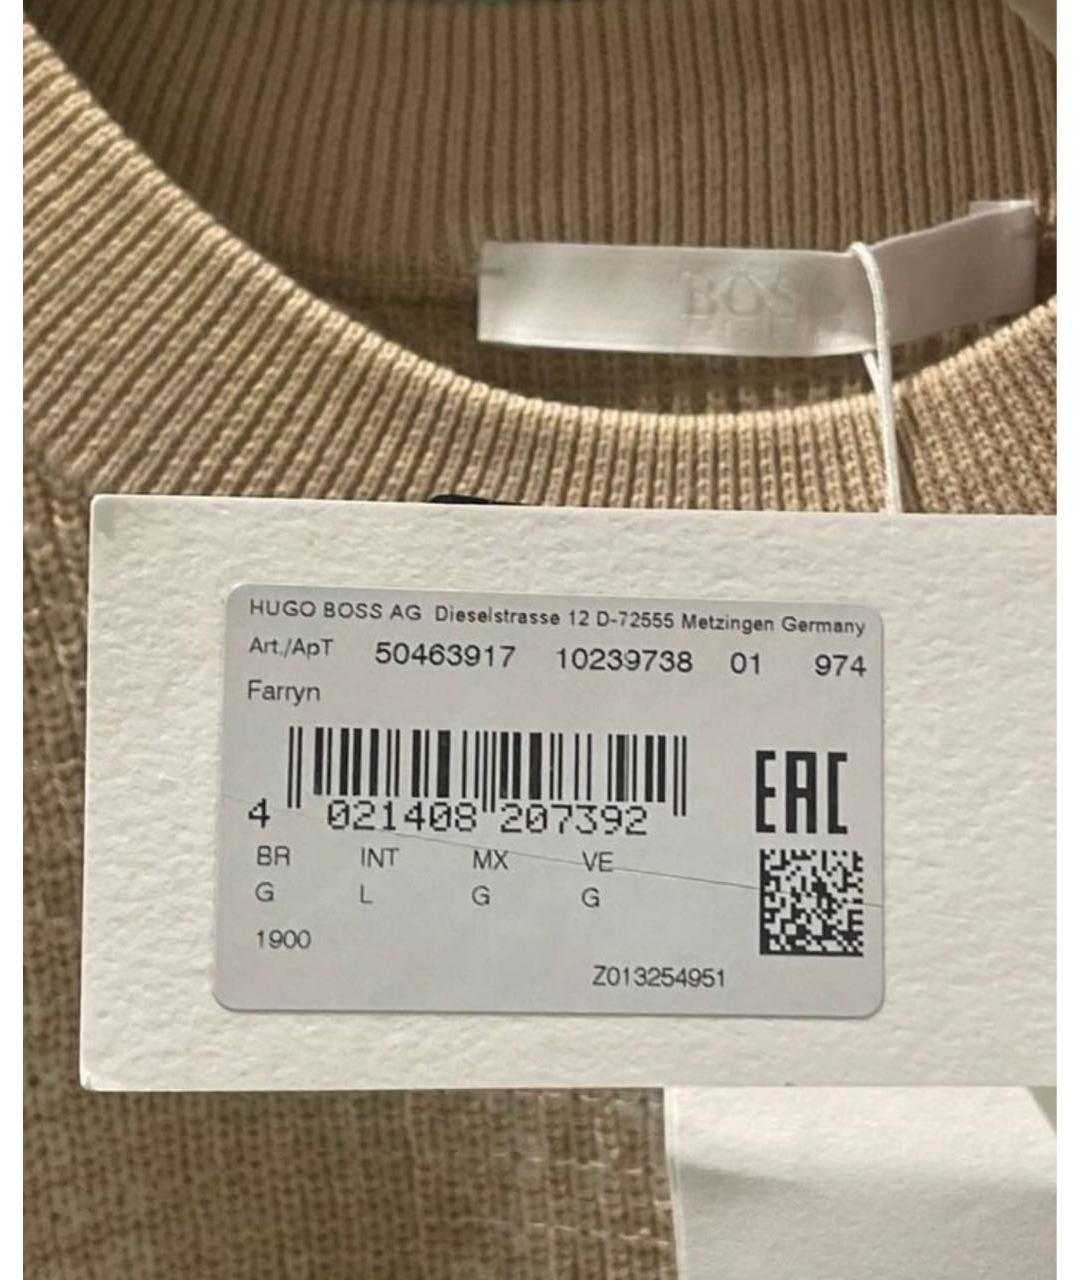 BOSS
HUGO BOSS AG Dieselstrasse 12 D-72555 Metzingen Germany
Art./АрТ 50463917 10239738 01 974
Farryn
4 021408 207392
EAC
BR INT MX VE
G L G G
1900
Z013254951